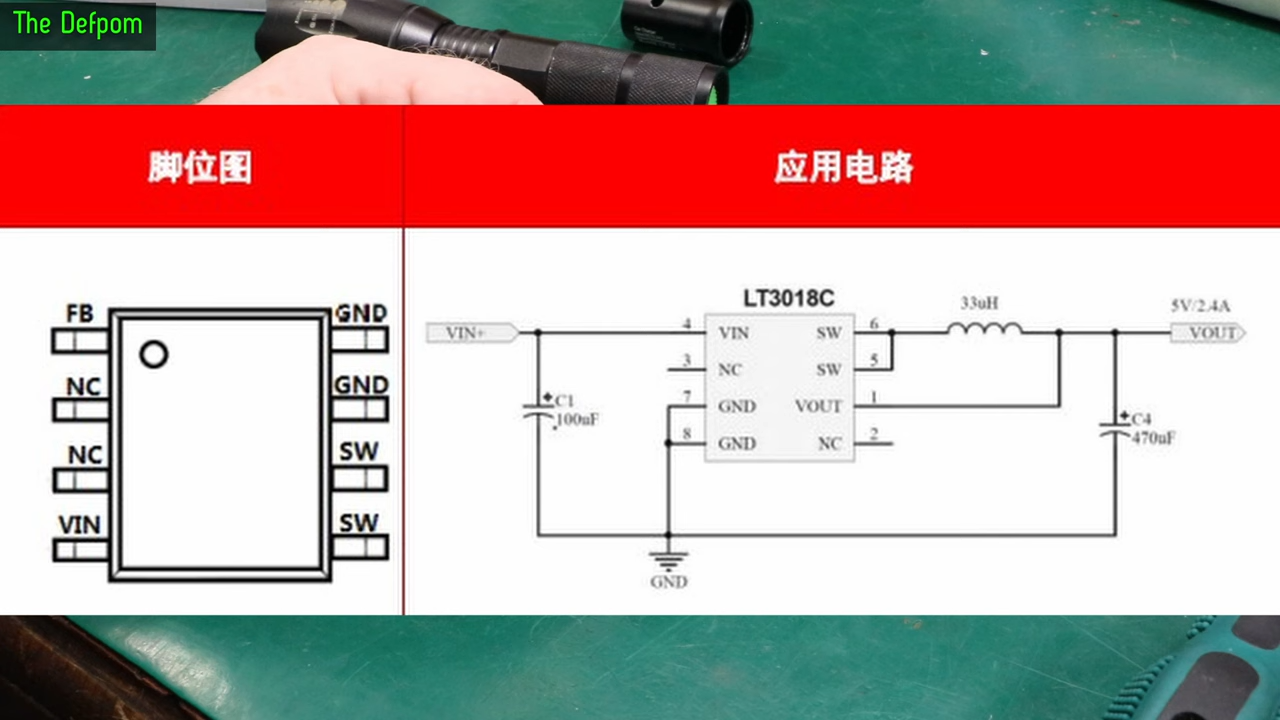 The Defpom
脚位图
应用电路
FB
GND
NC
GND
NC
SW
VIN
SW
LT3018C
33uH
5V/2.4A
VIN+
4
VIN
SW
6
VOUT
3
NC
SW
5
C1
100uF
7
GND
VOUT
1
C4
470uF
8
GND
NC
2
GND